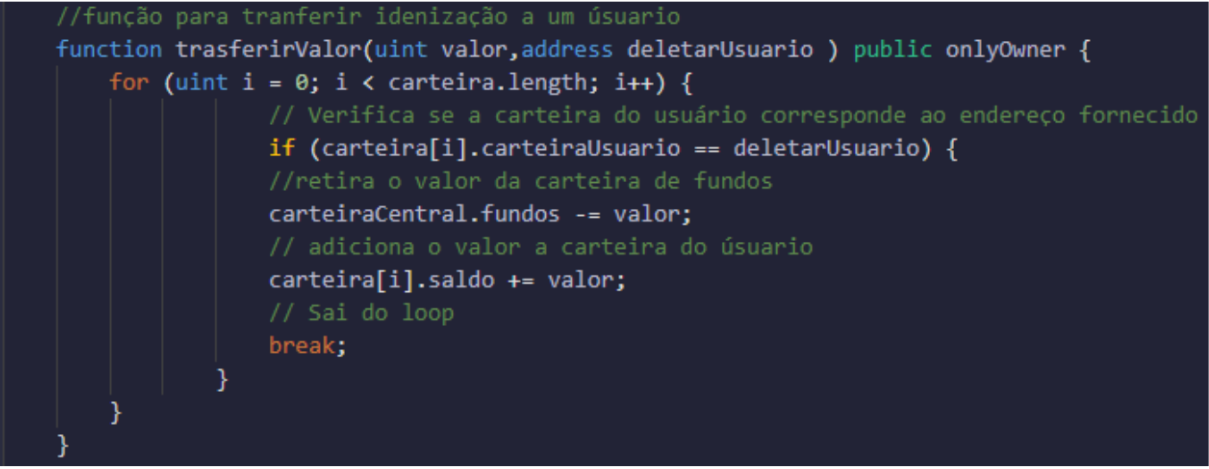 //função para tranferir idenização a um úsuario
function trasferirValor(uint valor,address deletarUsuario ) public onlyOwner {
for (uint i = 0; i < carteira.length; i++) {
// Verifica se a carteira do usuário corresponde ao endereço fornecido
if (carteira[i].carteiraUsuario == deletarUsuario) {
//retira o valor da carteira de fundos
carteiraCentral.fundos -= valor;
// adiciona o valor a carteira do úsuario
carteira[i].saldo += valor;
// Sai do loop
break;
}
}
}